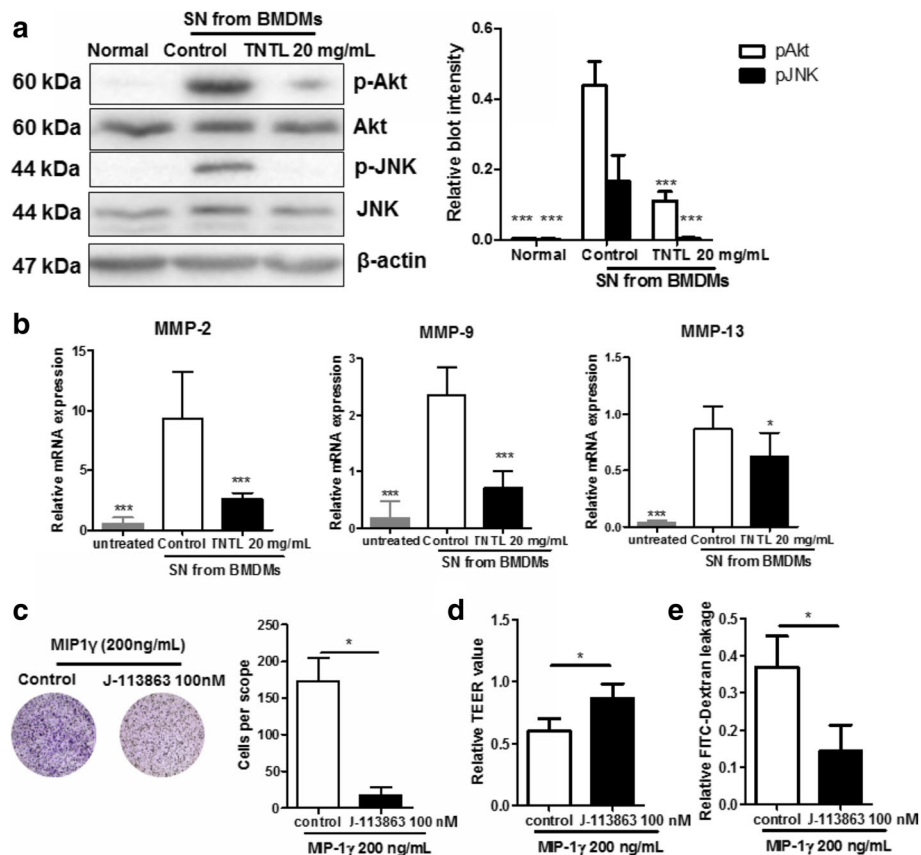 a
SN from BMDMs
Normal Control TNTL 20 mg/mL
60 kDa p-Akt
60 kDa Akt
44 kDa p-JNK
44 kDa JNK
47 kDa β-actin
Relative blot intensity
0.4
0.2
0.0
*** ***
***
***
pAkt
pJNK
Normal Control TNTL 20 mg/mL
SN from BMDMs
b
MMP-2
Relative mRNA expression
15
10
5
0
***
***
untreated Control TNTL 20 mg/mL
SN from BMDMs
MMP-9
Relative mRNA expression
3
2
1
0
***
***
untreated Control TNTL 20 mg/mL
SN from BMDMs
MMP-13
Relative mRNA expression
1.5
1.0
0.5
0.0
***
*
untreated Control TNTL 20 mg/mL
SN from BMDMs
c
MIP1γ (200ng/mL)
Control J-113863 100nM
Cells per scope
250
200
150
100
50
0
*
control J-113863 100 nM
MIP-1γ 200 ng/mL
d
Relative TEER value
1.5
1.0
0.5
0.0
*
control J-113863 100 nM
MIP-1γ 200 ng/mL
e
Relative FITC-Dextran leakage
0.5
0.4
0.3
0.2
0.1
0.0
*
control J-113863 100 nM
MIP-1γ 200 ng/mL